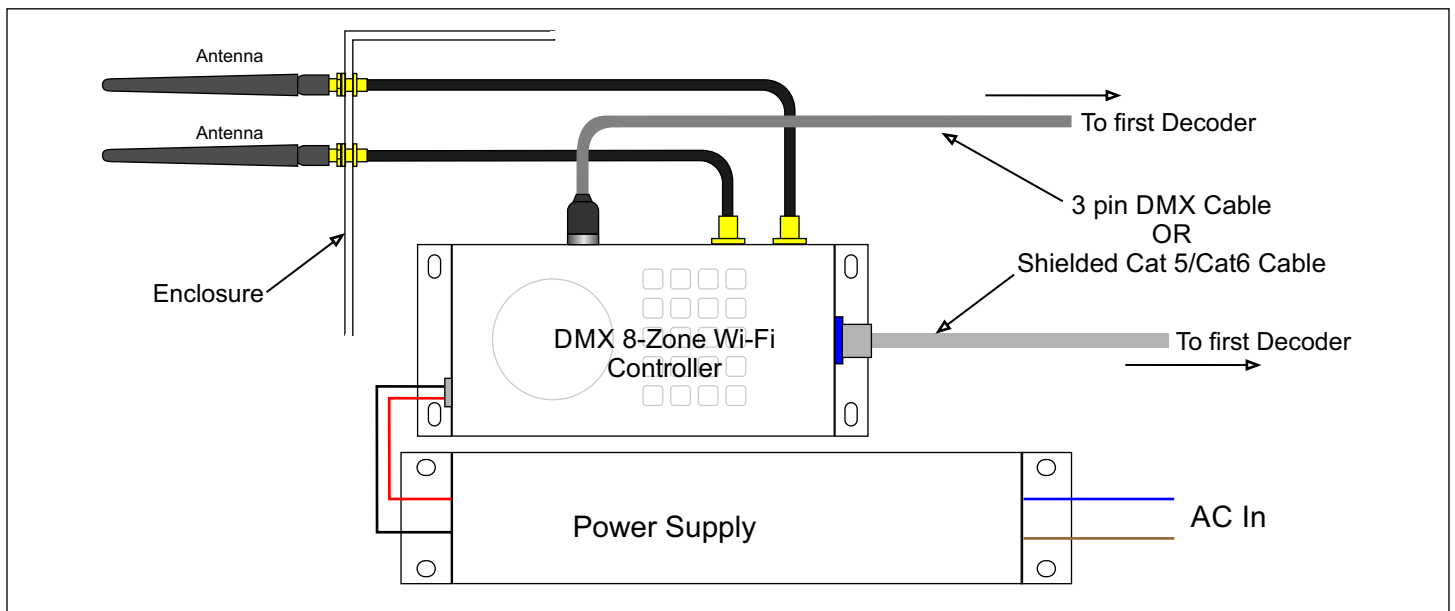 Antenna
Antenna
To first Decoder
3 pin DMX Cable
OR
Shielded Cat 5/Cat6 Cable
Enclosure
DMX 8-Zone Wi-Fi
Controller
To first Decoder
Power Supply
AC In